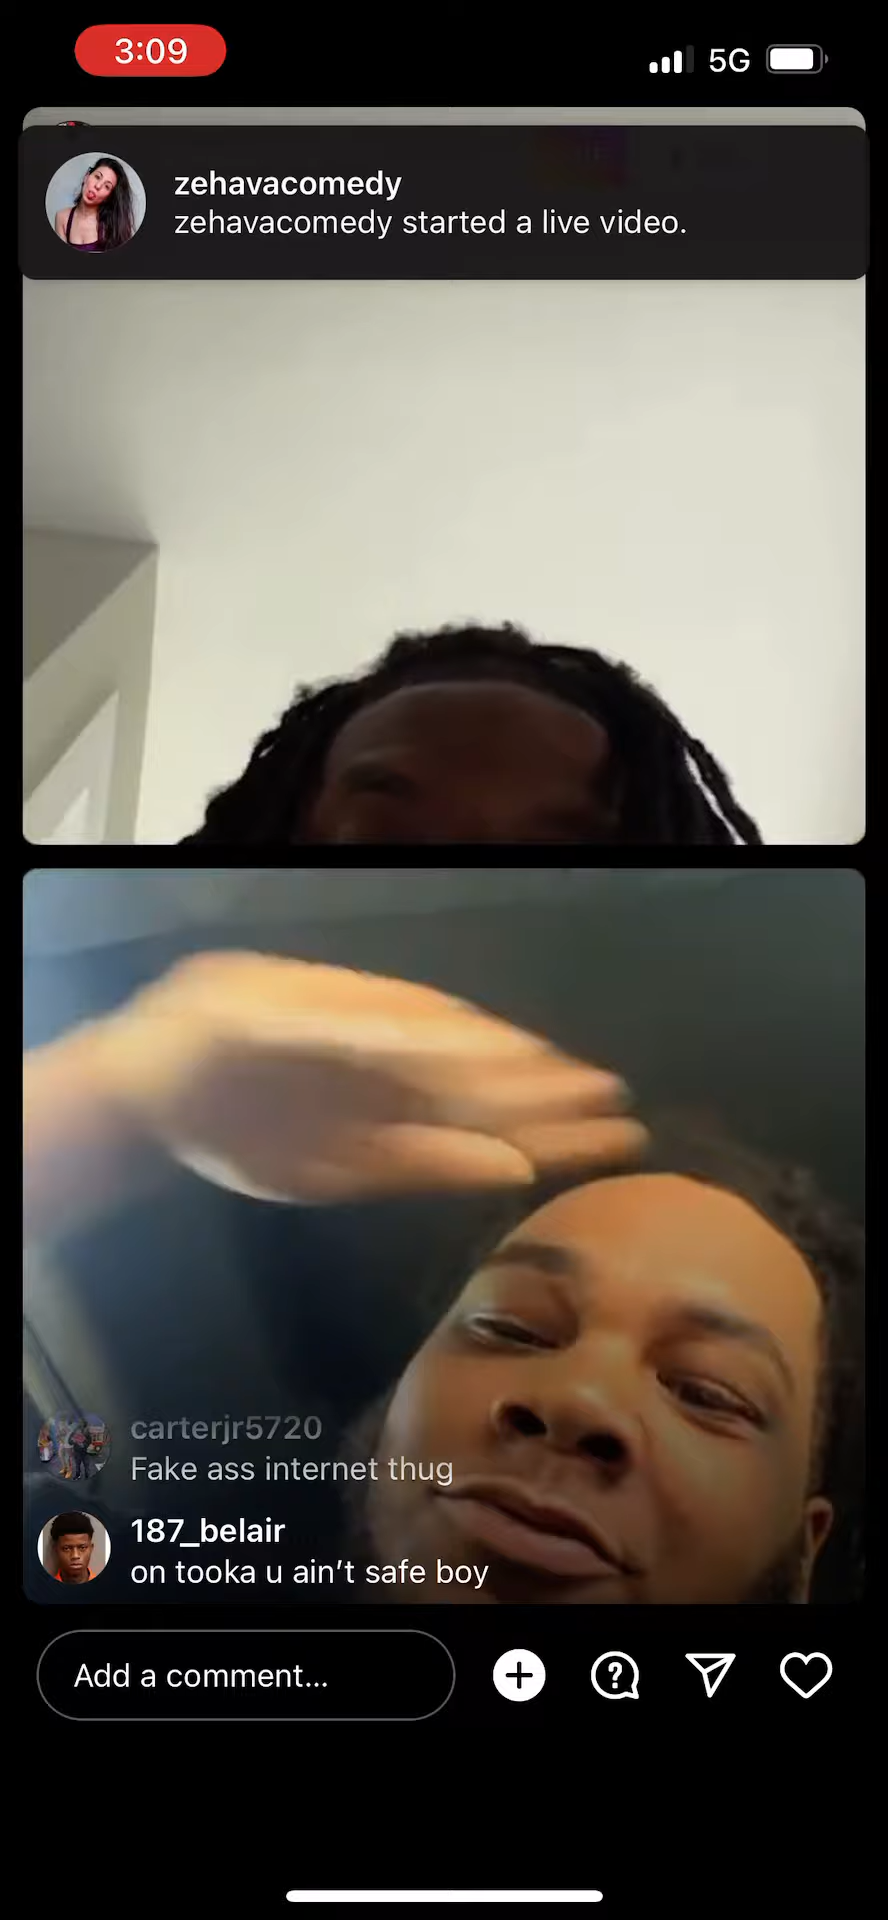 3:09
5G
zehavacomedy
zehavacomedy started a live video.
carterjr5720
Fake ass internet thug
187_belair
on tooka u ain’t safe boy
Add a comment...